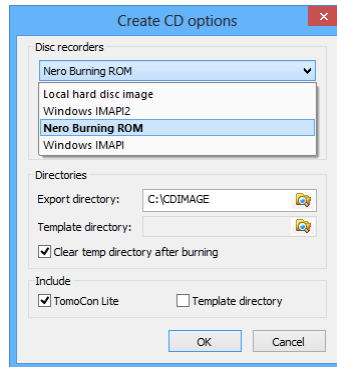 Create CD options
Disc recorders
Nero Burning ROM
Local hard disc image
Windows IMAPI2
Nero Burning ROM
Windows IMAPI
Directories
Export directory: C:\CDIMAGE
Template directory:
Clear temp directory after burning
Include
TomoCon Lite Template directory
OK Cancel